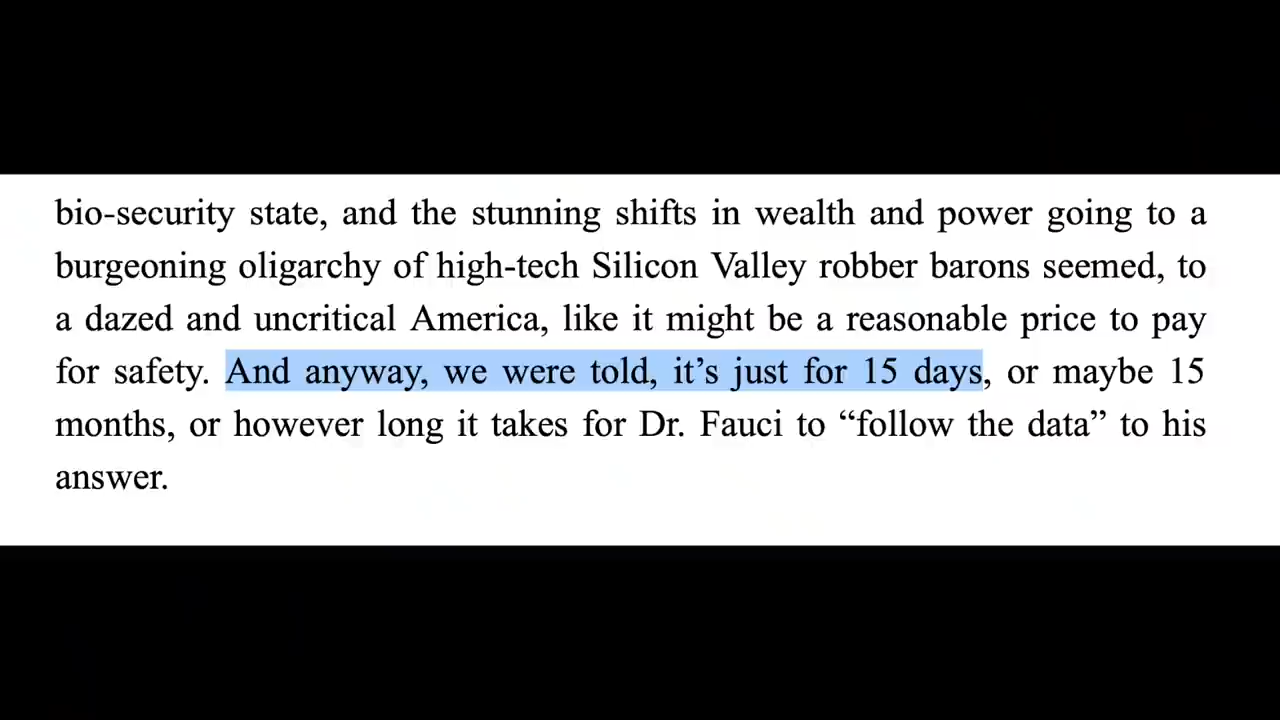 bio-security state, and the stunning shifts in wealth and power going to a
burgeoning oligarchy of high-tech Silicon Valley robber barons seemed, to
a dazed and uncritical America, like it might be a reasonable price to pay
for safety. And anyway, we were told, it’s just for 15 days, or maybe 15
months, or however long it takes for Dr. Fauci to “follow the data” to his
answer.